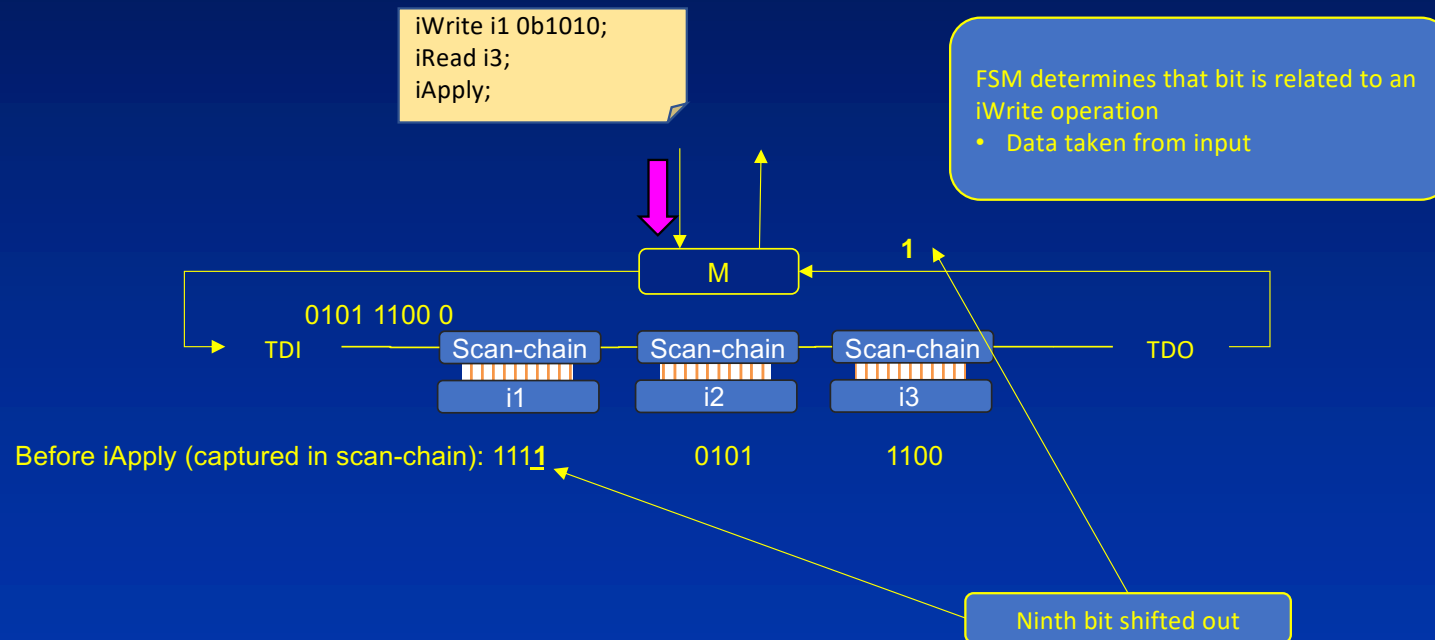 iWrite i1 0b1010;
iRead i3;
iApply;
FSM determines that bit is related to an
iWrite operation
• Data taken from input
1
M
0101 1100 0
TDI
Scan-chain
Scan-chain
Scan-chain
TDO
i1
i2
i3
Before iApply (captured in scan-chain): 1111 0101 1100
Ninth bit shifted out